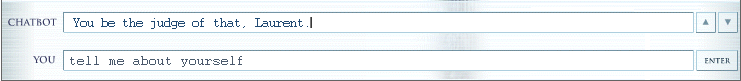 CHATBOT You be the judge of that, Laurent.
YOU tell me about yourself ENTER